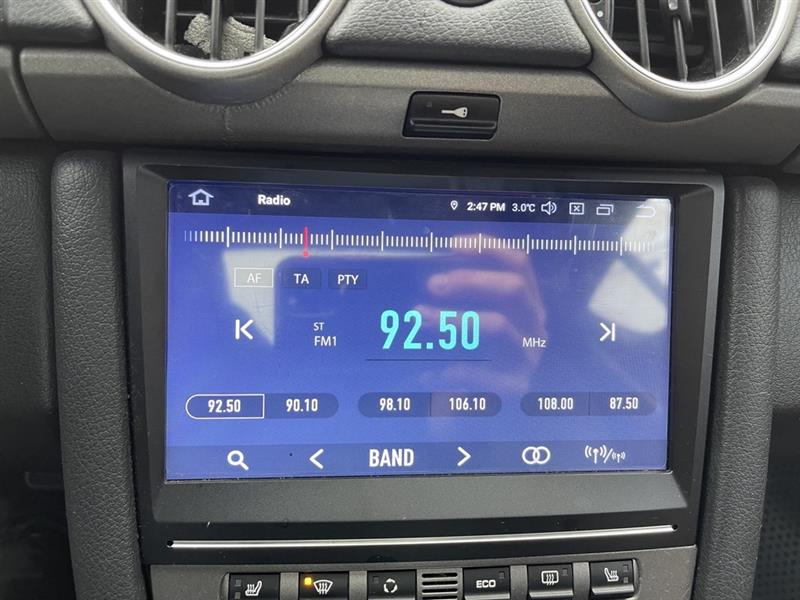 Radio 2:47 PM 3.0°C
AF TA PTY
ST
FM1 92.50 MHz
92.50 90.10 98.10 106.10 108.00 87.50
BAND
ECO